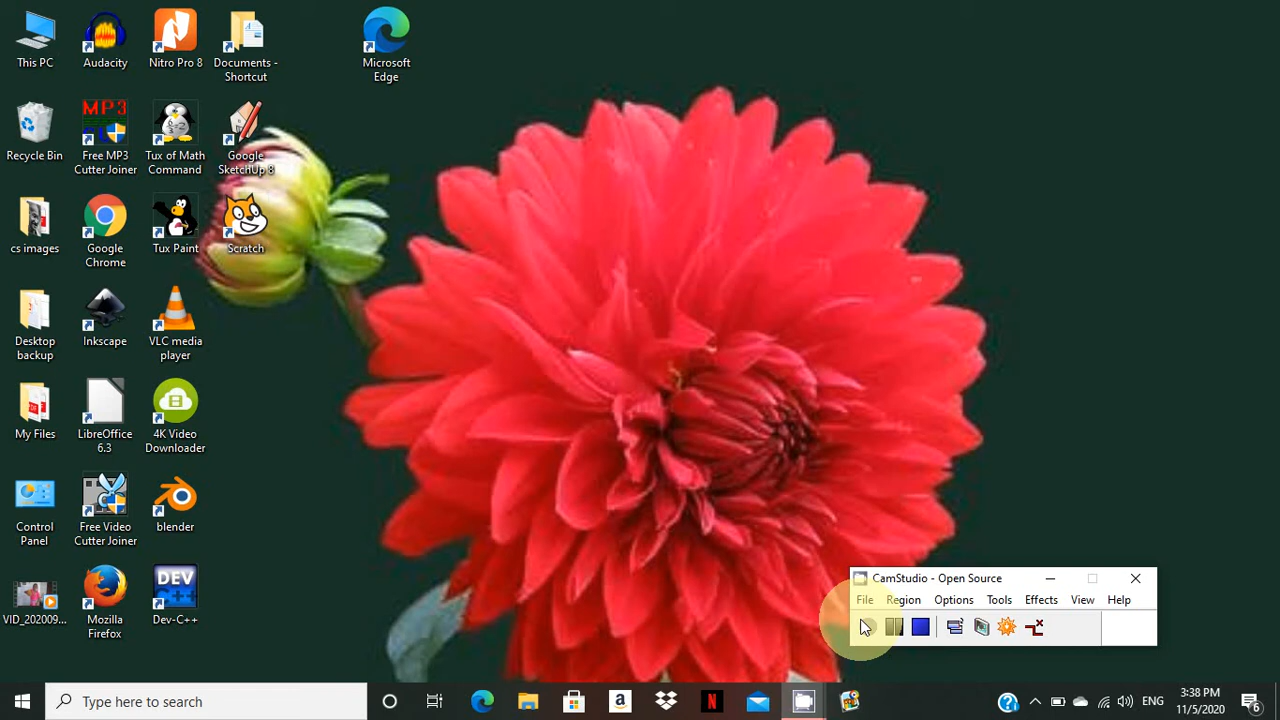 This PC
Audacity
Nitro Pro 8
Documents -
Shortcut
Microsoft
Edge
Recycle Bin
MP3
Free MP3
Cutter Joiner
Tux of Math
Command
Google
SketchUp 8
cs images
Google
Chrome
Tux Paint
Scratch
Desktop
backup
Inkscape
VLC media
player
My Files
LibreOffice
6.3
4K Video
Downloader
Control
Panel
Free Video
Cutter Joiner
blender
VID_202009...
Mozilla
Firefox
DEV
C++
Dev-C++
CamStudio - Open Source
File Region Options Tools Effects View Help
Type here to search
ENG
3:38 PM
11/5/2020
6